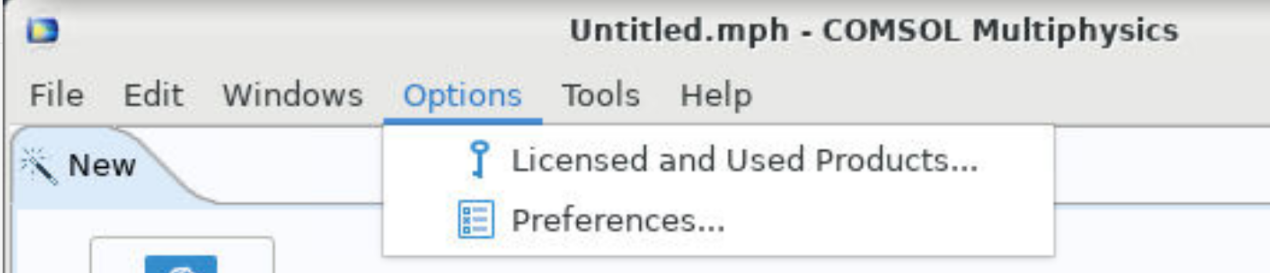 Untitled.mph - COMSOL Multiphysics
File Edit Windows Options Tools Help
New
Licensed and Used Products...
Preferences...